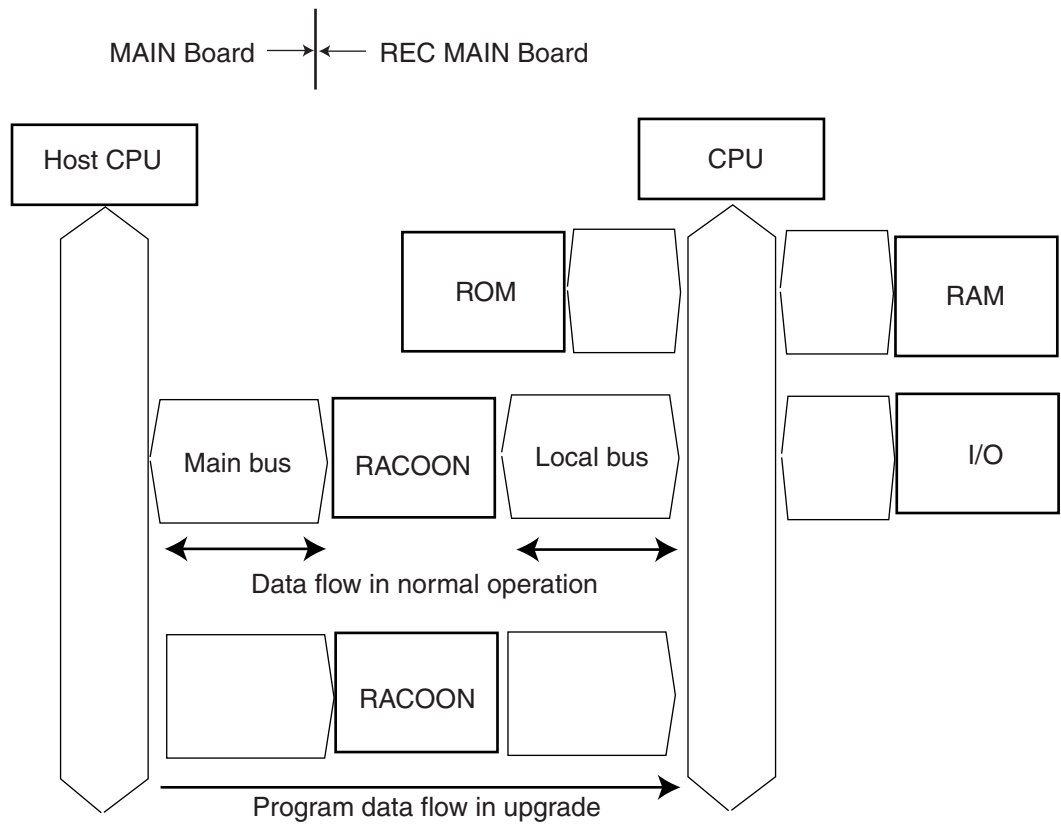 MAIN Board
REC MAIN Board
Host CPU
CPU
ROM
RAM
Main bus
RACOON
Local bus
I/O
Data flow in normal operation
RACOON
Program data flow in upgrade